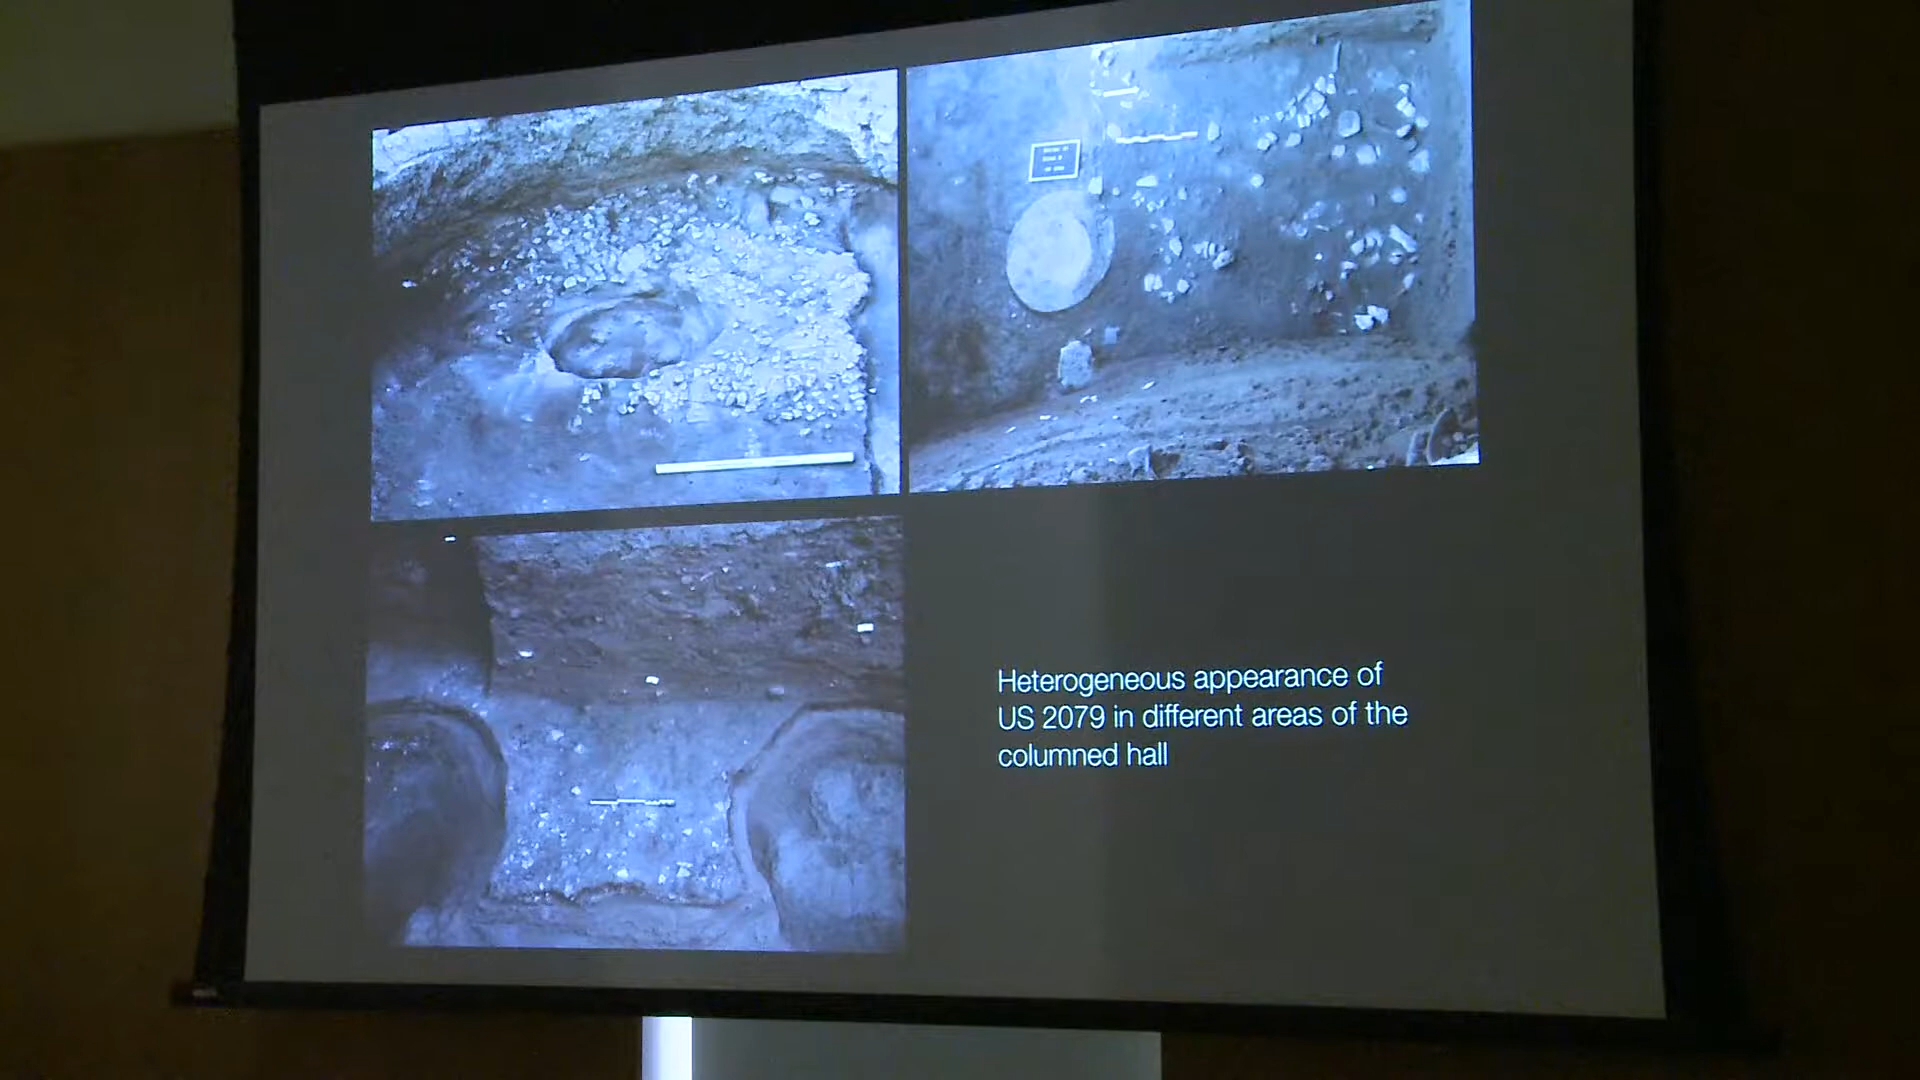 Heterogeneous appearance of
US 2079 in different areas of the
columned hall